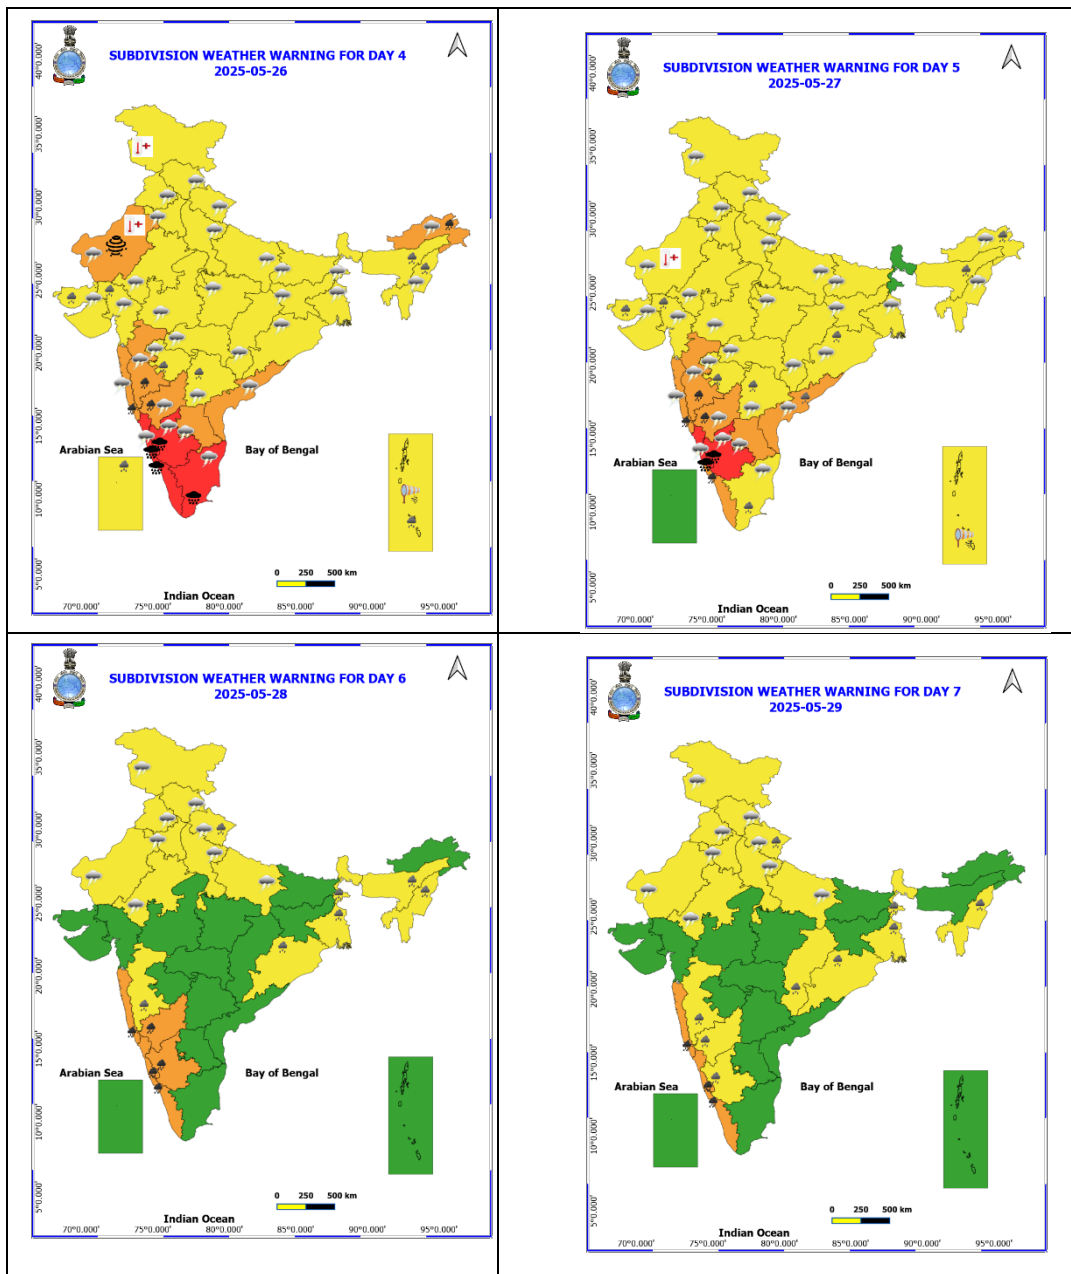 SUBDIVISION WEATHER WARNING FOR DAY 4
2025-05-26
40°0.000'
35°0.000'
30°0.000'
25°0.000'
20°0.000'
15°0.000'
10°0.000'
5°0.000'
Arabian Sea
Bay of Bengal
0 250 500 km
Indian Ocean
70°0.000' 75°0.000' 80°0.000' 85°0.000' 90°0.000' 95°0.000'
SUBDIVISION WEATHER WARNING FOR DAY 5
2025-05-27
40°0.000'
35°0.000'
30°0.000'
25°0.000'
20°0.000'
15°0.000'
10°0.000'
5°0.000'
Arabian Sea
Bay of Bengal
0 250 500 km
Indian Ocean
70°0.000' 75°0.000' 80°0.000' 85°0.000' 90°0.000' 95°0.000'
SUBDIVISION WEATHER WARNING FOR DAY 6
2025-05-28
40°0.000'
35°0.000'
30°0.000'
25°0.000'
20°0.000'
15°0.000'
10°0.000'
5°0.000'
Arabian Sea
Bay of Bengal
0 250 500 km
Indian Ocean
70°0.000' 75°0.000' 80°0.000' 85°0.000' 90°0.000' 95°0.000'
SUBDIVISION WEATHER WARNING FOR DAY 7
2025-05-29
40°0.000'
35°0.000'
30°0.000'
25°0.000'
20°0.000'
15°0.000'
10°0.000'
5°0.000'
Arabian Sea
Bay of Bengal
0 250 500 km
Indian Ocean
70°0.000' 75°0.000' 80°0.000' 85°0.000' 90°0.000' 95°0.000'